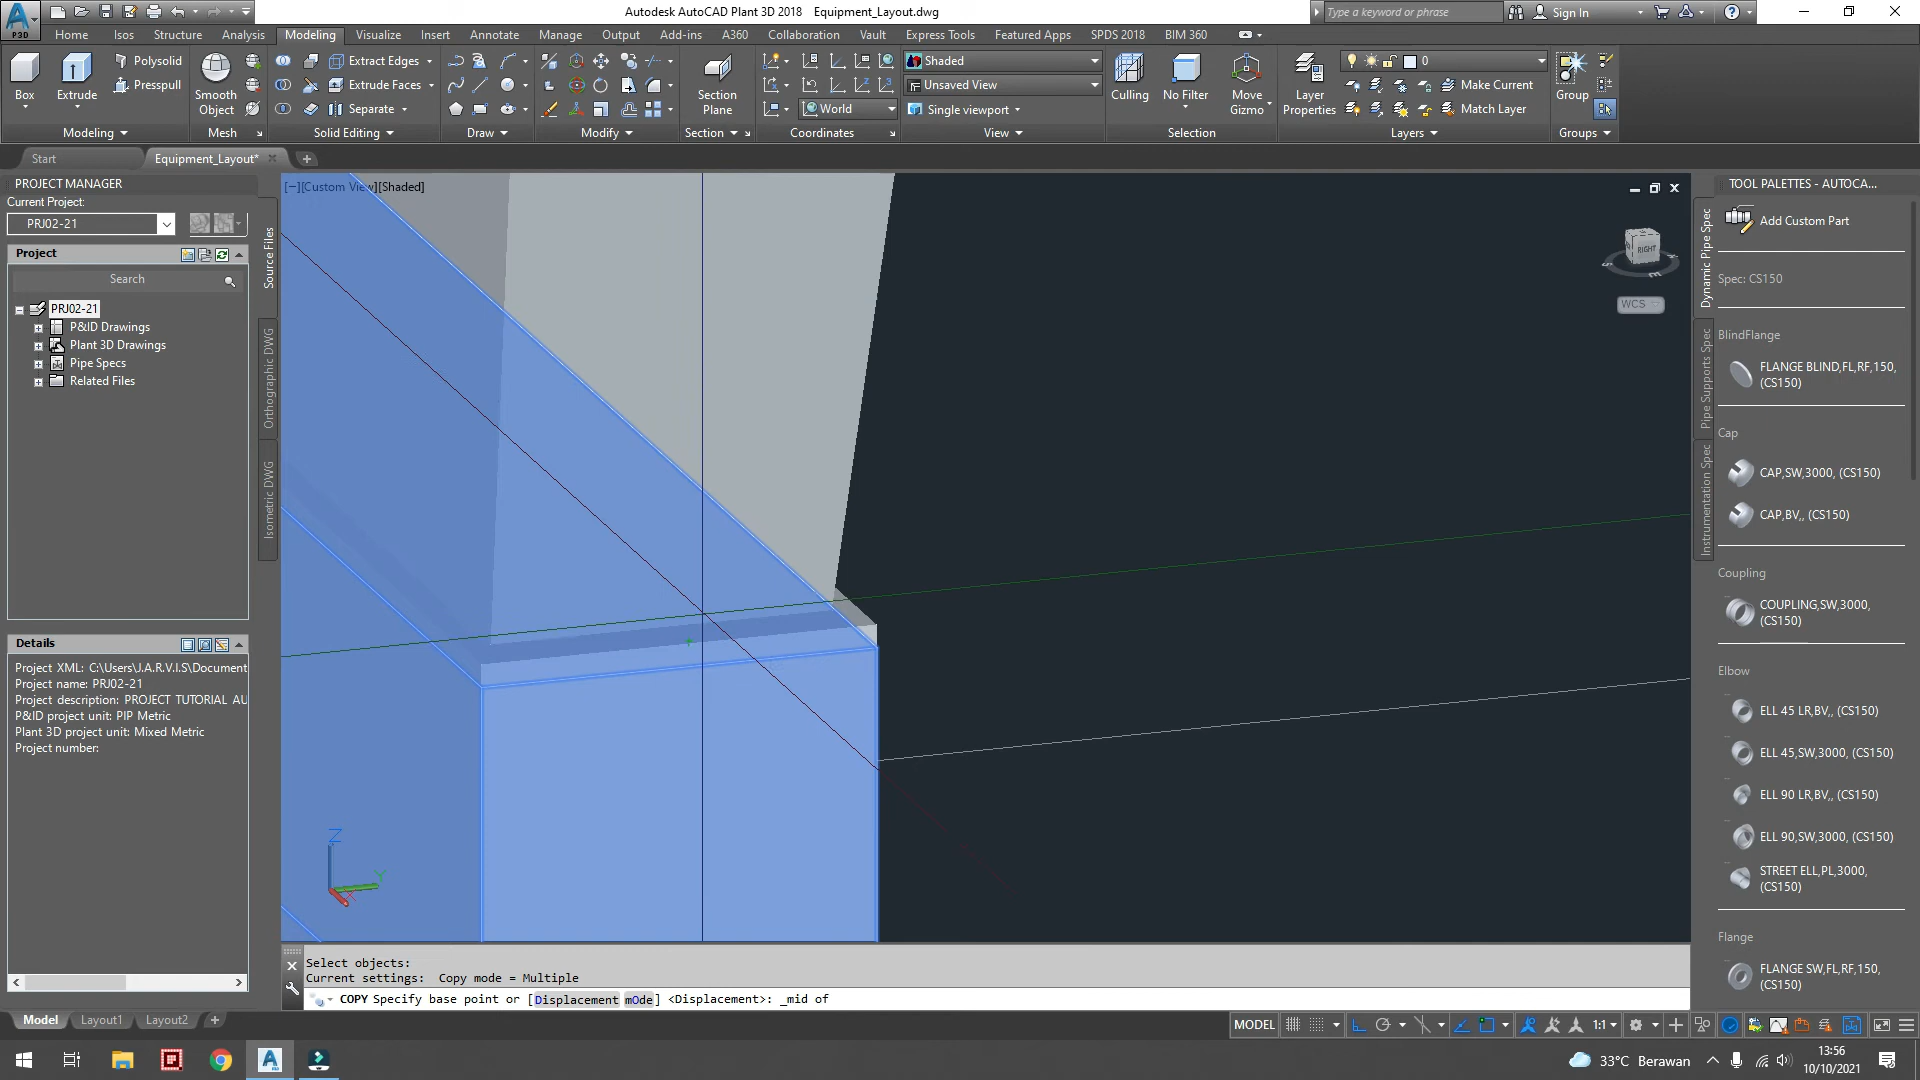 Autodesk AutoCAD Plant 3D 2018 Equipment_Layout.dwg
Type a keyword or phrase
Sign In
P3D
Home Isos Structure Analysis Modeling Visualize Insert Annotate Manage Output Add-ins A360 Collaboration Vault Express Tools Featured Apps SPDS 2018 BIM 360
Box
Extrude
Polysolid
Presspull
Smooth
Object
Extract Edges
Extrude Faces
Separate
Section
Plane
World
Shaded
Unsaved View
Single viewport
Culling
No Filter
Move
Gizmo
Layer
Properties
0
Make Current
Match Layer
Group
Modeling Mesh Solid Editing Draw Modify Section Coordinates View Selection Layers Groups
Start Equipment_Layout*
PROJECT MANAGER
Current Project:
PRJ02-21
Project
Search
PRJ02-21
P&ID Drawings
Plant 3D Drawings
Pipe Specs
Related Files
Source Files
Orthographic DWG
Isometric DWG
Details
Project XML: C:\Users\J.A.R.V.I.S\Document
Project name: PRJ02-21
Project description: PROJECT TUTORIAL AU
P&ID project unit: PIP Metric
Plant 3D project unit: Mixed Metric
Project number:
[−][Custom View][Shaded]
RIGHT
S
E
WCS
Z
Y
X
TOOL PALETTES - AUTOCA...
Dynamic Pipe Spec
Pipe Supports Spec
Instrumentation Spec
Add Custom Part
Spec: CS150
BlindFlange
FLANGE BLIND,FL,RF,150,
(CS150)
Cap
CAP,SW,3000, (CS150)
CAP,BV,, (CS150)
Coupling
COUPLING,SW,3000,
(CS150)
Elbow
ELL 45 LR,BV,, (CS150)
ELL 45,SW,3000, (CS150)
ELL 90 LR,BV,, (CS150)
ELL 90,SW,3000, (CS150)
STREET ELL,PL,3000,
(CS150)
Flange
FLANGE SW,FL,RF,150,
(CS150)
Select objects:
Current settings:  Copy mode = Multiple
COPY Specify base point or [Displacement mOde] <Displacement>: _mid of
Model Layout1 Layout2
MODEL
1:1
33°C Berawan
13:56
10/10/2021